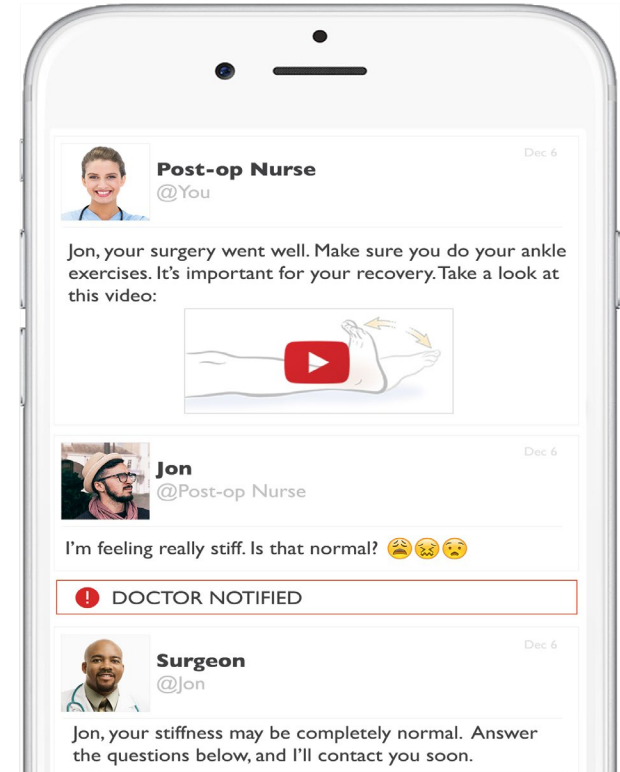 Dec 6
Post-op Nurse
@You
Jon, your surgery went well. Make sure you do your ankle
exercises. It's important for your recovery. Take a look at
this video:
Dec 6
Jon
@Post-op Nurse
I'm feeling really stiff. Is that normal? 😩😖😟
DOCTOR NOTIFIED
Dec 6
Surgeon
@Jon
Jon, your stiffness may be completely normal. Answer
the questions below, and I'll contact you soon.